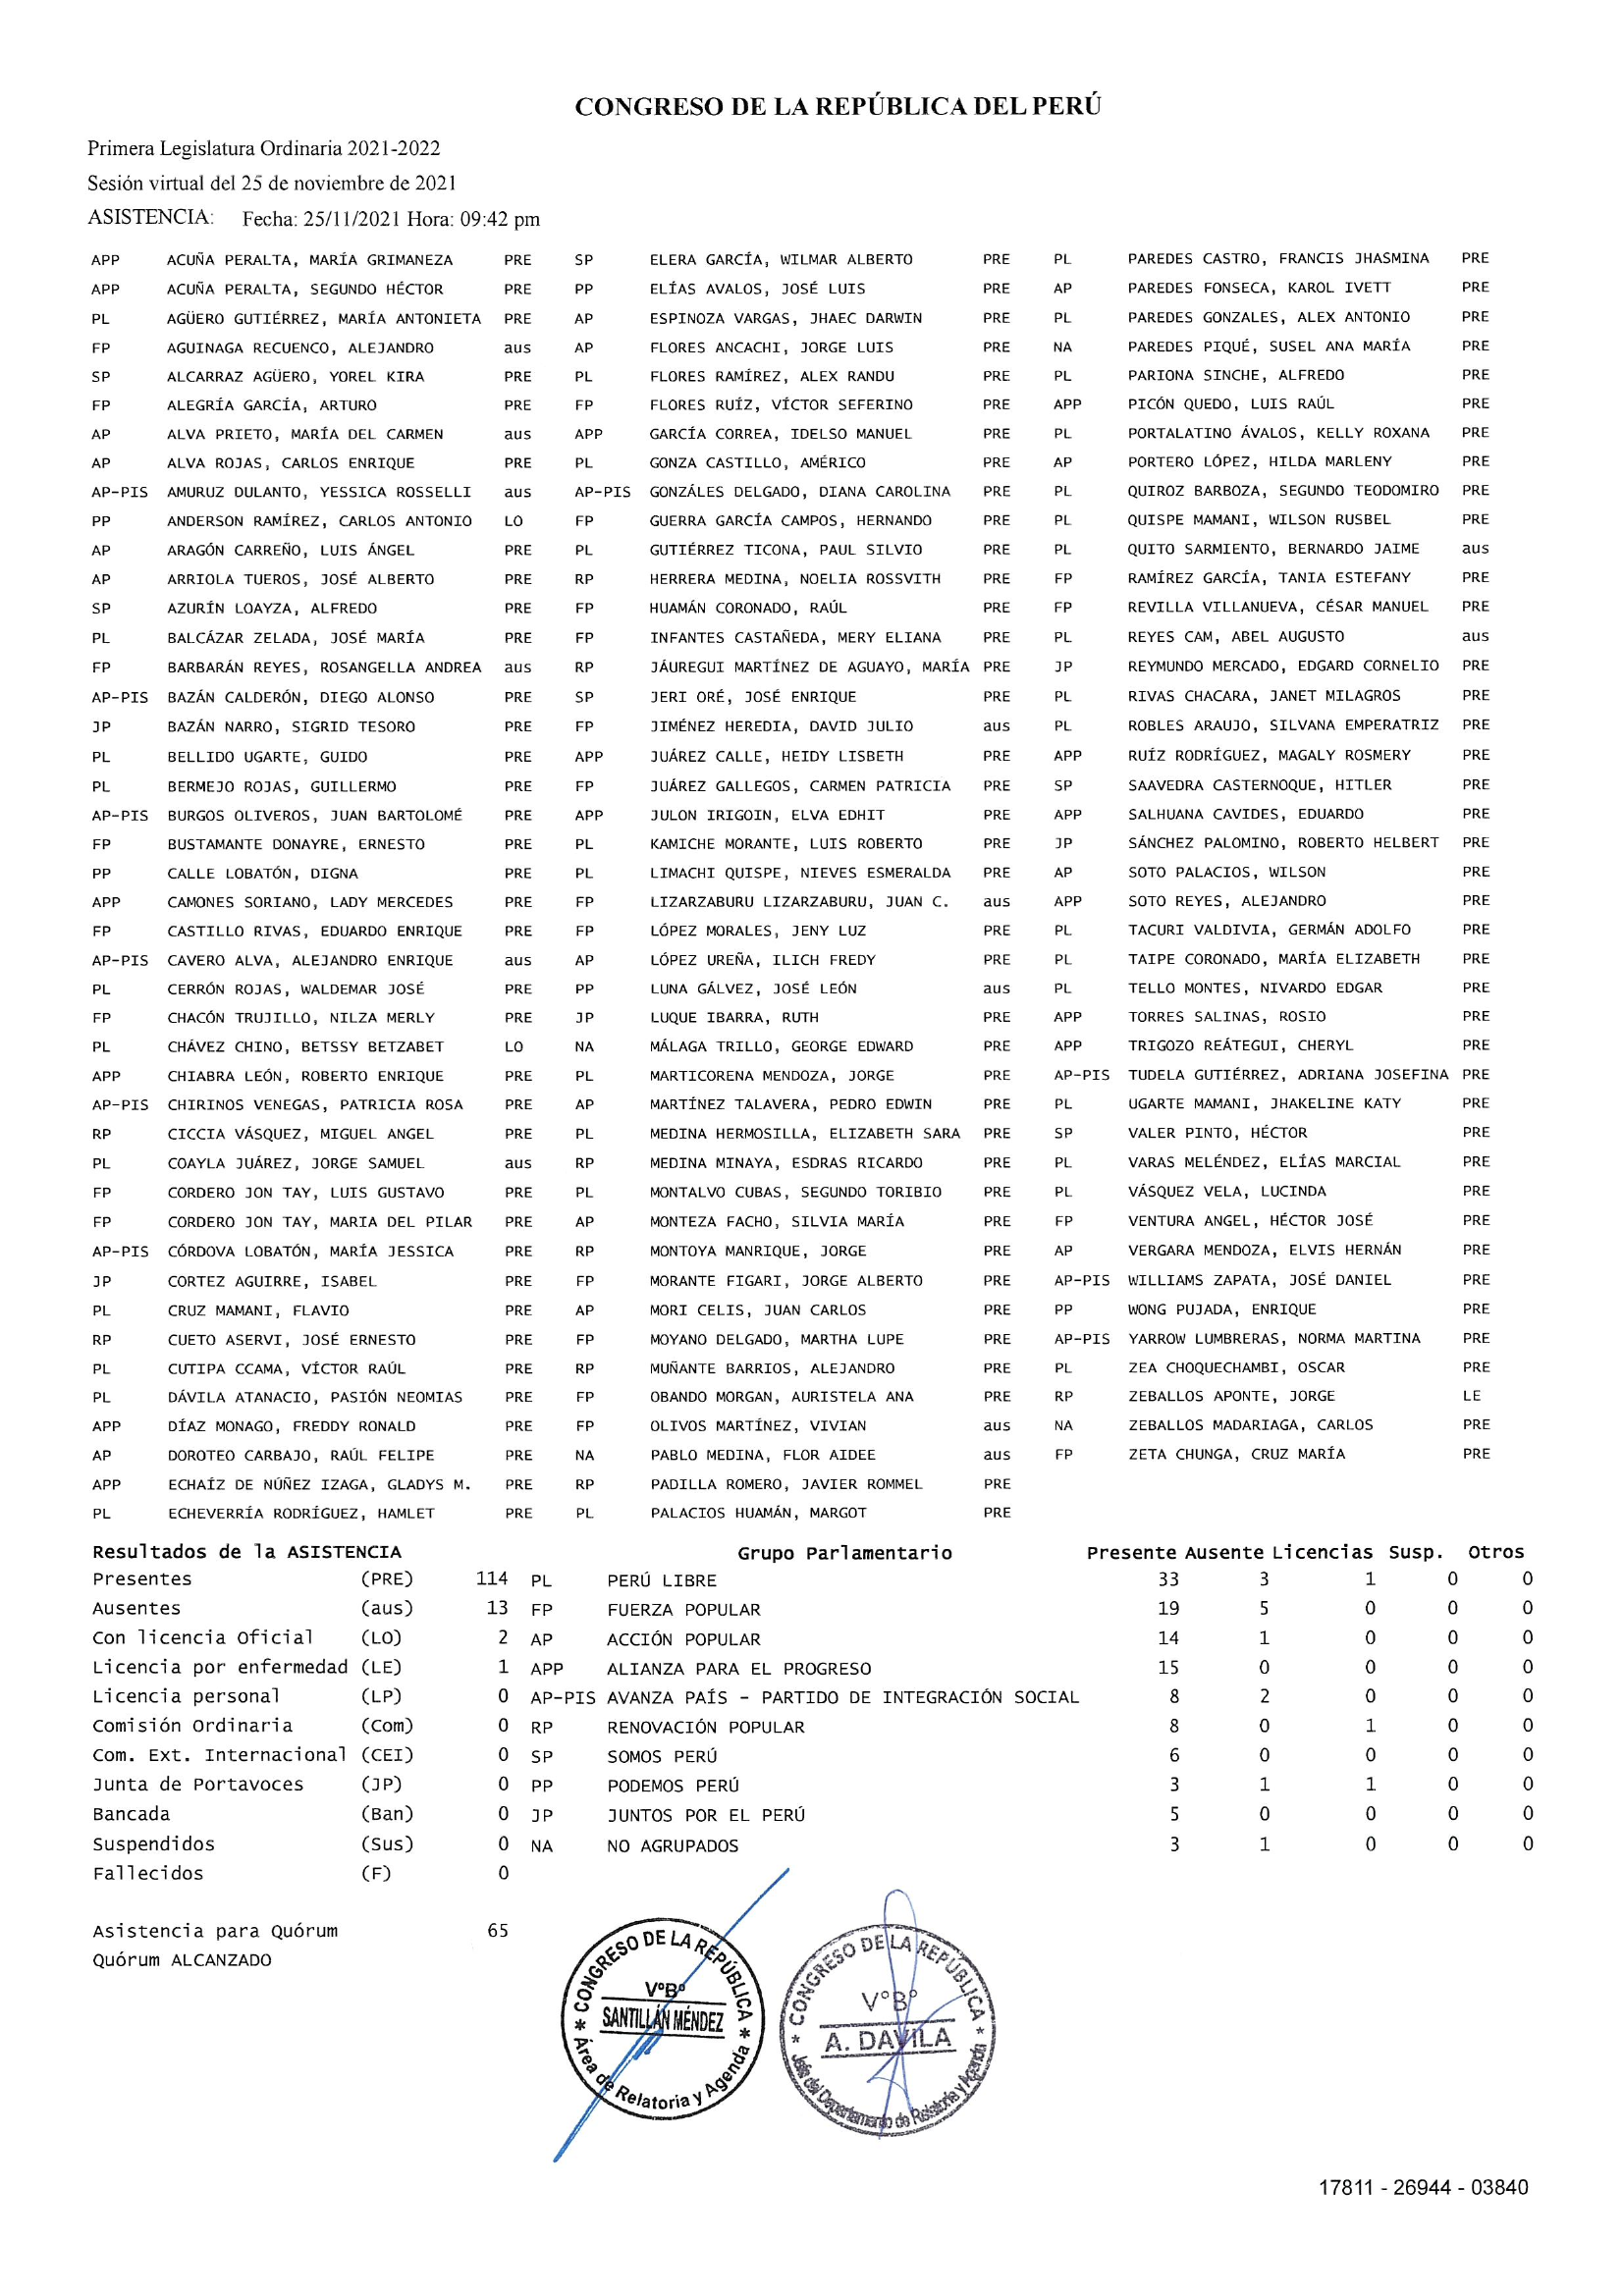 CONGRESO DE LA REPÚBLICA DEL PERÚ
Primera Legislatura Ordinaria 2021-2022
Sesión virtual del 25 de noviembre de 2021
ASISTENCIA: Fecha: 25/11/2021 Hora: 09:42 pm
APP ACUÑA PERALTA, MARÍA GRIMANEZA PRE SP ELERA GARCÍA, WILMAR ALBERTO PRE PL PAREDES CASTRO, FRANCIS JHASMINA PRE
APP ACUÑA PERALTA, SEGUNDO HÉCTOR PRE PP ELÍAS AVALOS, JOSÉ LUIS PRE AP PAREDES FONSECA, KAROL IVETT PRE
PL AGÜERO GUTIÉRREZ, MARÍA ANTONIETA PRE AP ESPINOZA VARGAS, JHAEC DARWIN PRE PL PAREDES GONZALES, ALEX ANTONIO PRE
FP AGUINAGA RECUENCO, ALEJANDRO aus AP FLORES ANCACHI, JORGE LUIS PRE NA PAREDES PIQUÉ, SUSEL ANA MARÍA PRE
SP ALCARRAZ AGÜERO, YOREL KIRA PRE PL FLORES RAMÍREZ, ALEX RANDU PRE PL PARIONA SINCHE, ALFREDO PRE
FP ALEGRÍA GARCÍA, ARTURO PRE FP FLORES RUÍZ, VÍCTOR SEFERINO PRE APP PICÓN QUEDO, LUIS RAÚL PRE
AP ALVA PRIETO, MARÍA DEL CARMEN aus APP GARCÍA CORREA, IDELSO MANUEL PRE PL PORTALATINO ÁVALOS, KELLY ROXANA PRE
AP ALVA ROJAS, CARLOS ENRIQUE PRE PL GONZA CASTILLO, AMÉRICO PRE AP PORTERO LÓPEZ, HILDA MARLENY PRE
AP-PIS AMURUZ DULANTO, YESSICA ROSSELLI aus AP-PIS GONZÁLES DELGADO, DIANA CAROLINA PRE PL QUIROZ BARBOZA, SEGUNDO TEODOMIRO PRE
PP ANDERSON RAMÍREZ, CARLOS ANTONIO LO FP GUERRA GARCÍA CAMPOS, HERNANDO PRE PL QUISPE MAMANI, WILSON RUSBEL PRE
AP ARAGÓN CARREÑO, LUIS ÁNGEL PRE PL GUTIÉRREZ TICONA, PAUL SILVIO PRE PL QUITO SARMIENTO, BERNARDO JAIME aus
AP ARRIOLA TUEROS, JOSÉ ALBERTO PRE RP HERRERA MEDINA, NOELIA ROSSVITH PRE FP RAMÍREZ GARCÍA, TANIA ESTEFANY PRE
SP AZURÍN LOAYZA, ALFREDO PRE FP HUAMÁN CORONADO, RAÚL PRE FP REVILLA VILLANUEVA, CÉSAR MANUEL PRE
PL BALCÁZAR ZELADA, JOSÉ MARÍA PRE FP INFANTES CASTAÑEDA, MERY ELIANA PRE PL REYES CAM, ABEL AUGUSTO aus
FP BARBARÁN REYES, ROSANGELLA ANDREA aus RP JÁUREGUI MARTÍNEZ DE AGUAYO, MARÍA PRE JP REYMUNDO MERCADO, EDGARD CORNELIO PRE
AP-PIS BAZÁN CALDERÓN, DIEGO ALONSO PRE SP JERI ORÉ, JOSÉ ENRIQUE PRE PL RIVAS CHACARA, JANET MILAGROS PRE
JP BAZÁN NARRO, SIGRID TESORO PRE FP JIMÉNEZ HEREDIA, DAVID JULIO aus PL ROBLES ARAUJO, SILVANA EMPERATRIZ PRE
PL BELLIDO UGARTE, GUIDO PRE APP JUÁREZ CALLE, HEIDY LISBETH PRE APP RUÍZ RODRÍGUEZ, MAGALY ROSMERY PRE
PL BERMEJO ROJAS, GUILLERMO PRE FP JUÁREZ GALLEGOS, CARMEN PATRICIA PRE SP SAAVEDRA CASTERNOQUE, HITLER PRE
AP-PIS BURGOS OLIVEROS, JUAN BARTOLOMÉ PRE APP JULON IRIGOIN, ELVA EDHIT PRE APP SALHUANA CAVIDES, EDUARDO PRE
FP BUSTAMANTE DONAYRE, ERNESTO PRE PL KAMICHE MORANTE, LUIS ROBERTO PRE JP SÁNCHEZ PALOMINO, ROBERTO HELBERT PRE
PP CALLE LOBATÓN, DIGNA PRE PL LIMACHI QUISPE, NIEVES ESMERALDA PRE AP SOTO PALACIOS, WILSON PRE
APP CAMONES SORIANO, LADY MERCEDES PRE FP LIZARZABURU LIZARZABURU, JUAN C. aus APP SOTO REYES, ALEJANDRO PRE
FP CASTILLO RIVAS, EDUARDO ENRIQUE PRE FP LÓPEZ MORALES, JENY LUZ PRE PL TACURI VALDIVIA, GERMÁN ADOLFO PRE
AP-PIS CAVERO ALVA, ALEJANDRO ENRIQUE aus AP LÓPEZ UREÑA, ILICH FREDY PRE PL TAIPE CORONADO, MARÍA ELIZABETH PRE
PL CERRÓN ROJAS, WALDEMAR JOSÉ PRE PP LUNA GÁLVEZ, JOSÉ LEÓN aus PL TELLO MONTES, NIVARDO EDGAR PRE
FP CHACÓN TRUJILLO, NILZA MERLY PRE JP LUQUE IBARRA, RUTH PRE APP TORRES SALINAS, ROSIO PRE
PL CHÁVEZ CHINO, BETSSY BETZABET LO NA MÁLAGA TRILLO, GEORGE EDWARD PRE APP TRIGOZO REÁTEGUI, CHERYL PRE
APP CHIABRA LEÓN, ROBERTO ENRIQUE PRE PL MARTICORENA MENDOZA, JORGE PRE AP-PIS TUDELA GUTIÉRREZ, ADRIANA JOSEFINA PRE
AP-PIS CHIRINOS VENEGAS, PATRICIA ROSA PRE AP MARTÍNEZ TALAVERA, PEDRO EDWIN PRE PL UGARTE MAMANI, JHAKELINE KATY PRE
RP CICCIA VÁSQUEZ, MIGUEL ANGEL PRE PL MEDINA HERMOSILLA, ELIZABETH SARA PRE SP VALER PINTO, HÉCTOR PRE
PL COAYLA JUÁREZ, JORGE SAMUEL aus RP MEDINA MINAYA, ESDRAS RICARDO PRE PL VARAS MELÉNDEZ, ELÍAS MARCIAL PRE
FP CORDERO JON TAY, LUIS GUSTAVO PRE PL MONTALVO CUBAS, SEGUNDO TORIBIO PRE PL VÁSQUEZ VELA, LUCINDA PRE
FP CORDERO JON TAY, MARIA DEL PILAR PRE AP MONTEZA FACHO, SILVIA MARÍA PRE FP VENTURA ANGEL, HÉCTOR JOSÉ PRE
AP-PIS CÓRDOVA LOBATÓN, MARÍA JESSICA PRE RP MONTOYA MANRIQUE, JORGE PRE AP VERGARA MENDOZA, ELVIS HERNÁN PRE
JP CORTEZ AGUIRRE, ISABEL PRE FP MORANTE FIGARI, JORGE ALBERTO PRE AP-PIS WILLIAMS ZAPATA, JOSÉ DANIEL PRE
PL CRUZ MAMANI, FLAVIO PRE AP MORI CELIS, JUAN CARLOS PRE PP WONG PUJADA, ENRIQUE PRE
RP CUETO ASERVI, JOSÉ ERNESTO PRE FP MOYANO DELGADO, MARTHA LUPE PRE AP-PIS YARROW LUMBRERAS, NORMA MARTINA PRE
PL CUTIPA CCAMA, VÍCTOR RAÚL PRE RP MUÑANTE BARRIOS, ALEJANDRO PRE PL ZEA CHOQUECHAMBI, OSCAR PRE
PL DÁVILA ATANACIO, PASIÓN NEOMIAS PRE FP OBANDO MORGAN, AURISTELA ANA PRE RP ZEBALLOS APONTE, JORGE LE
APP DÍAZ MONAGO, FREDDY RONALD PRE FP OLIVOS MARTÍNEZ, VIVIAN aus NA ZEBALLOS MADARIAGA, CARLOS PRE
AP DOROTEO CARBAJO, RAÚL FELIPE PRE NA PABLO MEDINA, FLOR AIDEE aus FP ZETA CHUNGA, CRUZ MARÍA PRE
APP ECHAÍZ DE NÚÑEZ IZAGA, GLADYS M. PRE RP PADILLA ROMERO, JAVIER ROMMEL PRE
PL ECHEVERRÍA RODRÍGUEZ, HAMLET PRE PL PALACIOS HUAMÁN, MARGOT PRE
Resultados de la ASISTENCIA Grupo Parlamentario Presente Ausente Licencias Susp. Otros
Presentes (PRE) 114 PL PERÚ LIBRE 33 3 1 0 0
Ausentes (aus) 13 FP FUERZA POPULAR 19 5 0 0 0
Con licencia Oficial (LO) 2 AP ACCIÓN POPULAR 14 1 0 0 0
Licencia por enfermedad (LE) 1 APP ALIANZA PARA EL PROGRESO 15 0 0 0 0
Licencia personal (LP) 0 AP-PIS AVANZA PAÍS - PARTIDO DE INTEGRACIÓN SOCIAL 8 2 0 0 0
Comisión Ordinaria (Com) 0 RP RENOVACIÓN POPULAR 8 0 1 0 0
Com. Ext. Internacional (CEI) 0 SP SOMOS PERÚ 6 0 0 0 0
Junta de Portavoces (JP) 0 PP PODEMOS PERÚ 3 1 1 0 0
Bancada (Ban) 0 JP JUNTOS POR EL PERÚ 5 0 0 0 0
Suspendidos (Sus) 0 NA NO AGRUPADOS 3 1 0 0 0
Fallecidos (F) 0
Asistencia para Quórum 65
Quórum ALCANZADO
* CONGRESO DE LA REPÚBLICA *
V°B°
SANTILLÁN MÉNDEZ
Área de Relatoria y Agenda
* CONGRESO DE LA REPÚBLICA *
V°B°
A. DAVILA
Jefe del Departamento de Relatoria y Agenda
17811 - 26944 - 03840